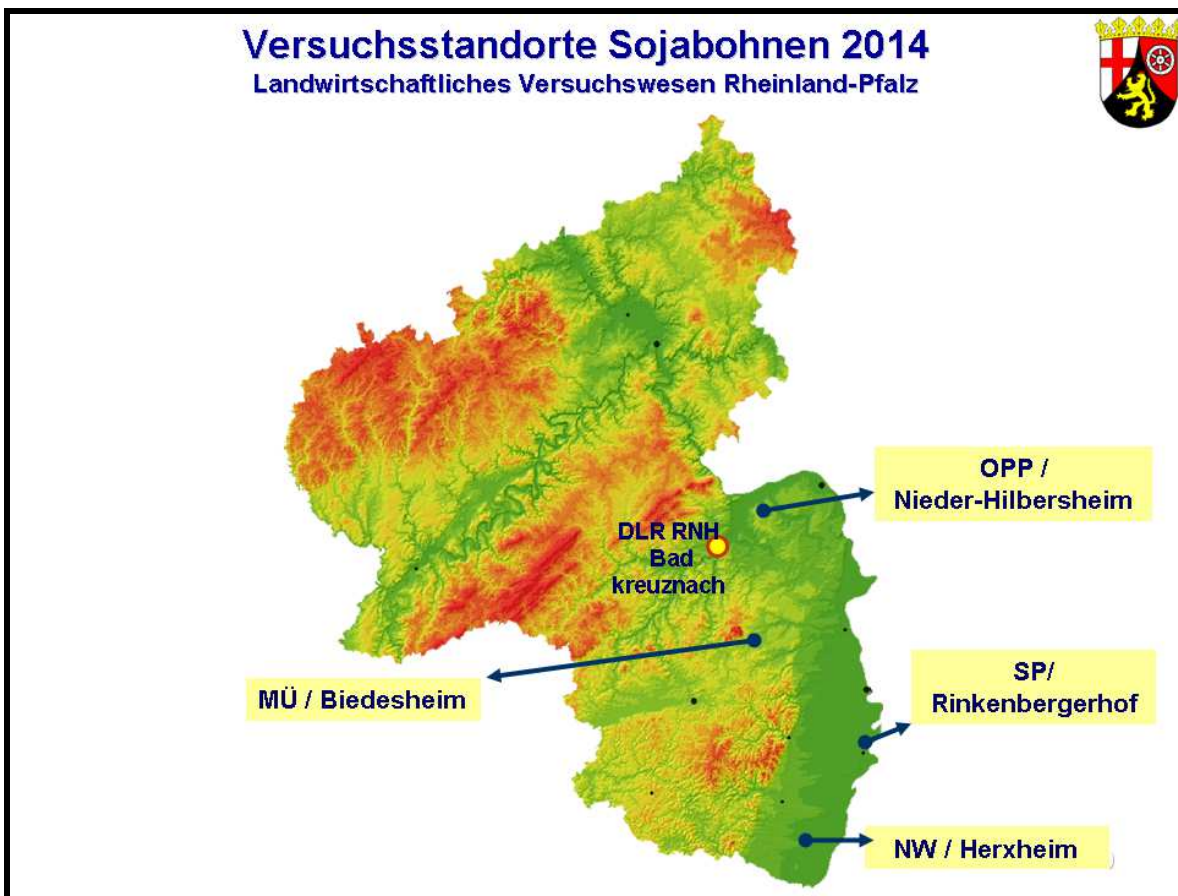 Versuchsstandorte Sojabohnen 2014
Landwirtschaftliches Versuchswesen Rheinland-Pfalz
OPP /
Nieder-Hilbersheim
DLR RNH
Bad
kreuznach
MÜ / Biedesheim
SP/
Rinkenbergerhof
NW / Herxheim